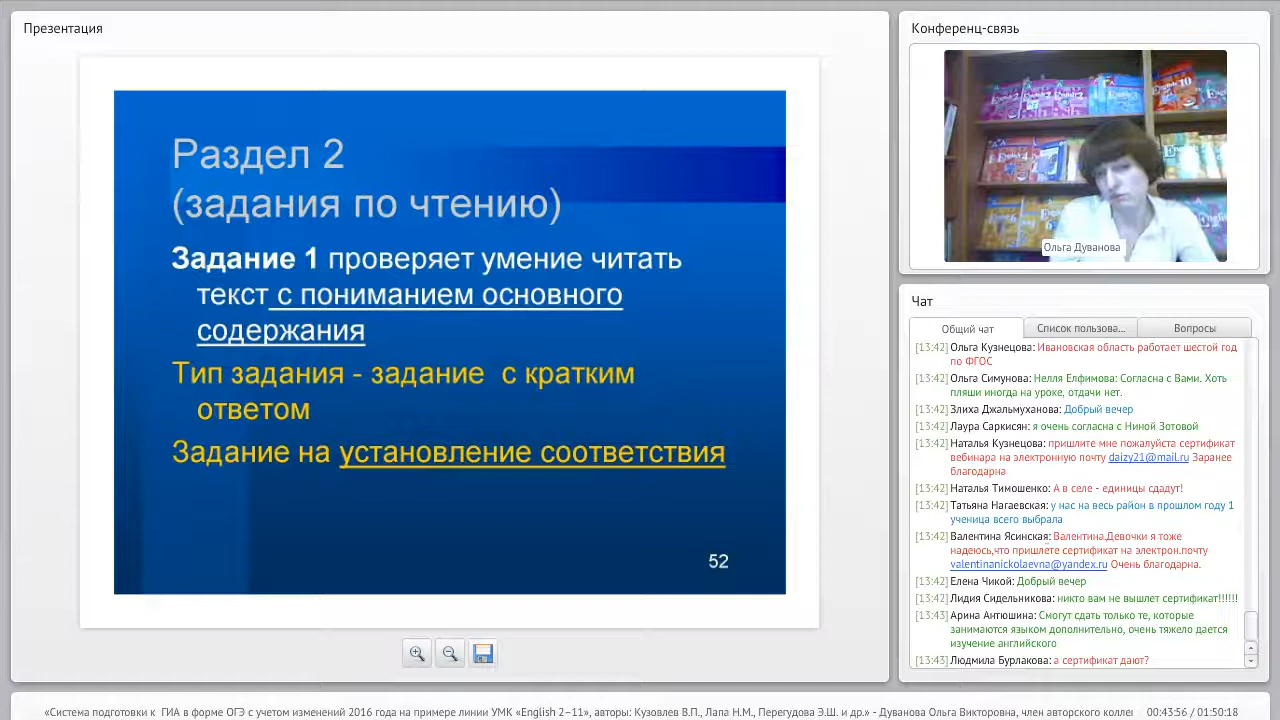 Презентация
Раздел 2
(задания по чтению)
Задание 1 проверяет умение читать
текст с пониманием основного
содержания
Тип задания - задание с кратким
ответом
Задание на установление соответствия
52
Конференц-связь
English 2
English 10
Ольга Дуванова
Чат
Общий чат
Список пользова...
Вопросы
[13:42] Ольга Кузнецова: Ивановская область работает шестой год
по ФГОС
[13:42] Ольга Симунова: Нелля Елфимова: Согласна с Вами. Хоть
пляши иногда на уроке, отдачи нет.
[13:42] Злиха Джальмуханова: Добрый вечер
[13:42] Лаура Саркисян: я очень согласна с Ниной Зотовой
[13:42] Наталья Кузнецова: пришлите мне пожалуйста сертификат
вебинара на электронную почту daizy21@mail.ru Заранее
благодарна
[13:42] Наталья Тимошенко: А в селе - единицы сдадут!
[13:42] Татьяна Нагаевская: у нас на весь район в прошлом году 1
ученица всего выбрала
[13:42] Валентина Ясинская: Валентина.Девочки я тоже
надеюсь,что пришлёте сертификат на электрон.почту
valentinanickolaevna@yandex.ru Очень благодарна.
[13:42] Елена Чикой: Добрый вечер
[13:42] Лидия Сидельникова: никто вам не вышлет сертификат!!!!!!
[13:43] Арина Антюшина: Смогут сдать только те, которые
занимаются языком дополнительно, очень тяжело дается
изучение английского
[13:43] Людмила Бурлакова: а сертификат дают?
«Система подготовки к ГИА в форме ОГЭ с учетом изменений 2016 года на примере линии УМК «English 2–11», авторы: Кузовлев В.П., Лапа Н.М., Перегудова Э.Ш. и др.» - Дуванова Ольга Викторовна, член авторского коллек
00:43:56 / 01:50:18